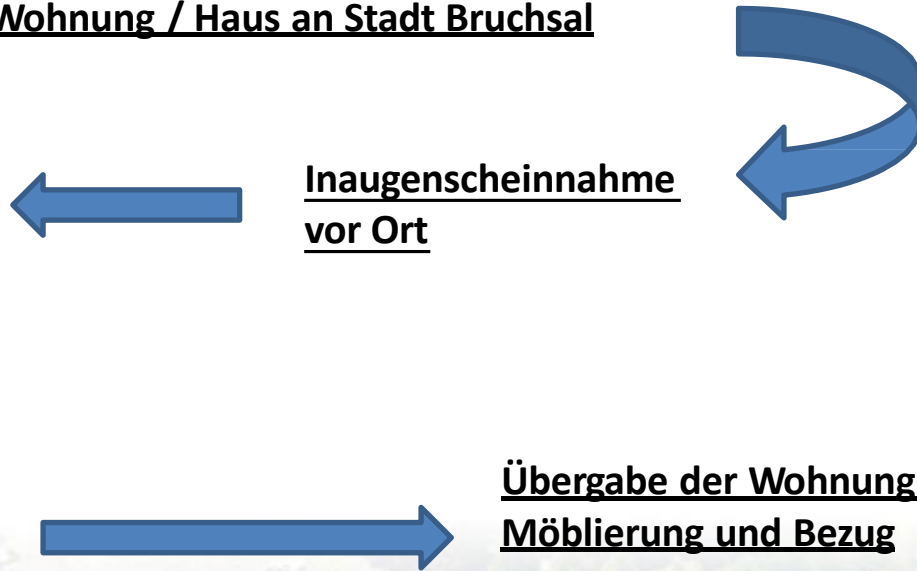 Wohnung / Haus an Stadt Bruchsal
Inaugenscheinnahme
vor Ort
Übergabe der Wohnung
Möblierung und Bezug